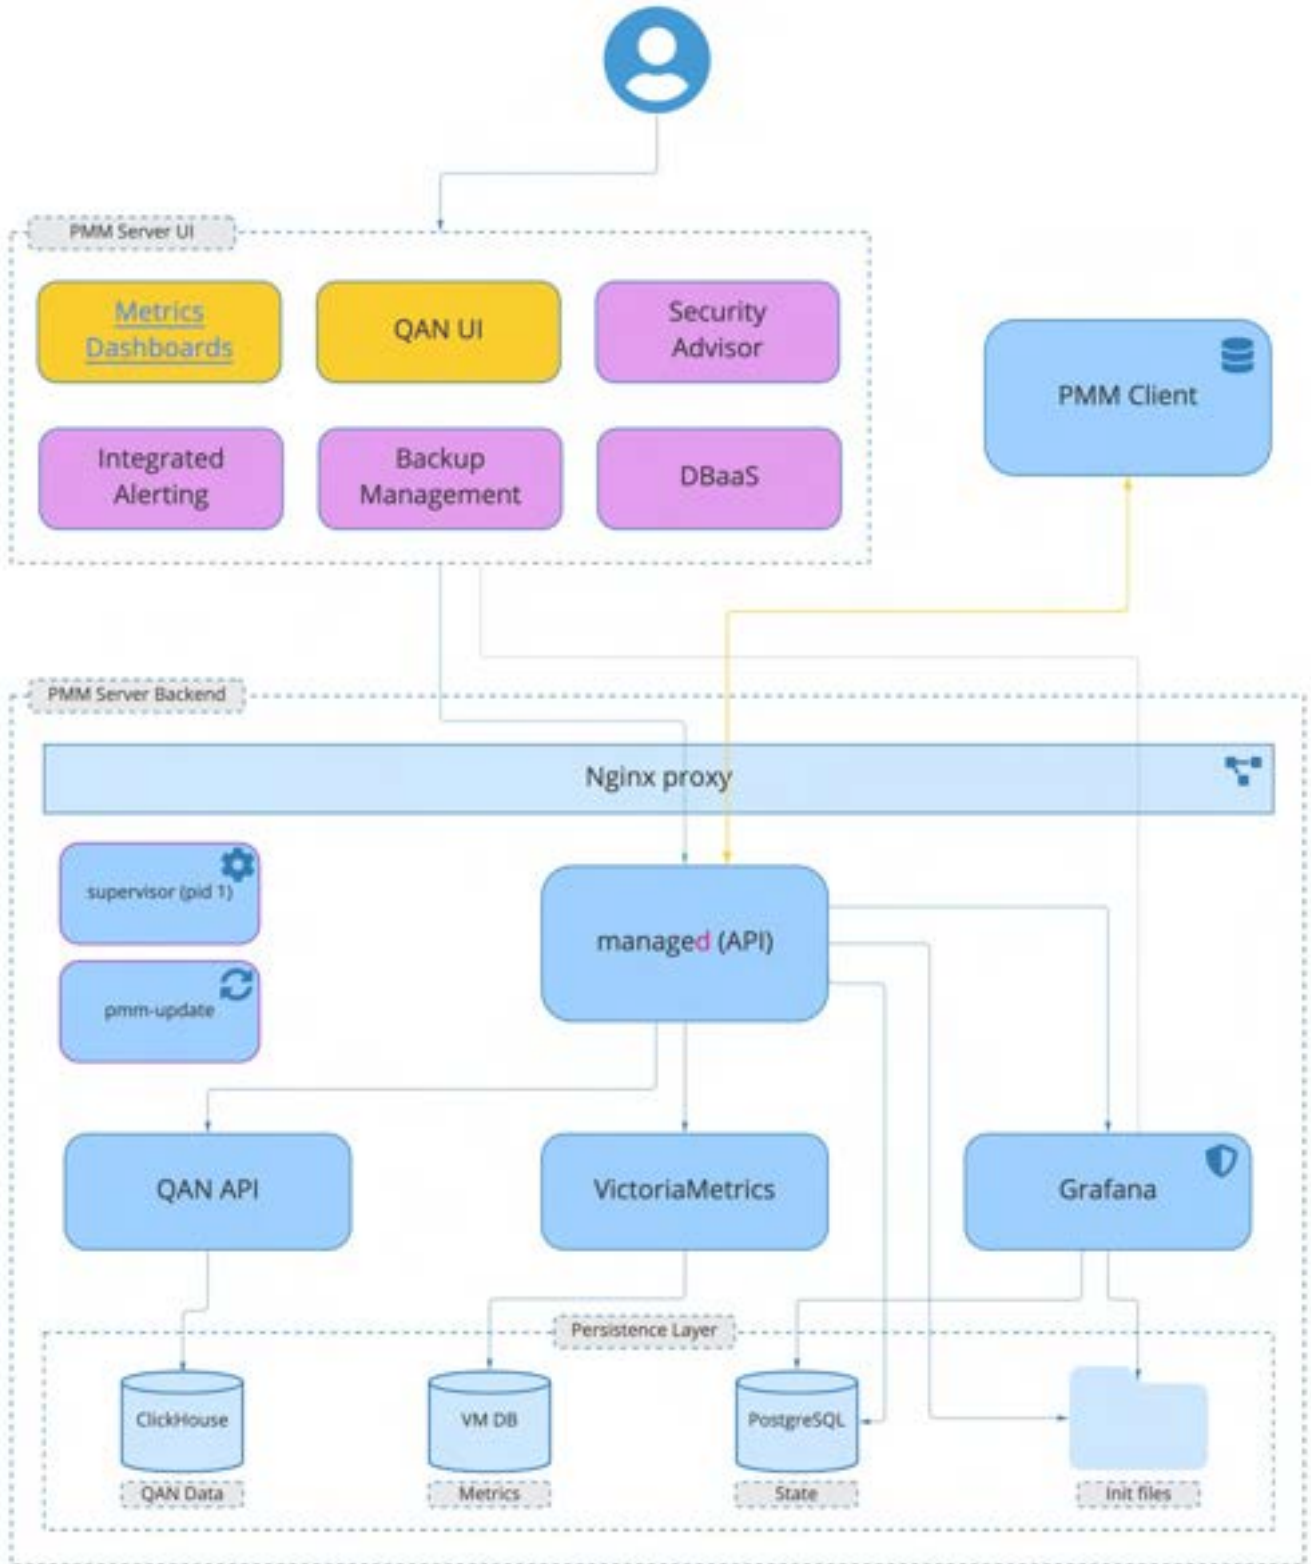 PMM Server UI
Metrics
Dashboards
QAN UI
Security
Advisor
Integrated
Alerting
Backup
Management
DBaaS
PMM Client
PMM Server Backend
Nginx proxy
supervisor (pid 1)
pmm-update
managed (API)
QAN API
VictoriaMetrics
Grafana
Persistence Layer
ClickHouse
VM DB
PostgreSQL
QAN Data
Metrics
State
Init files